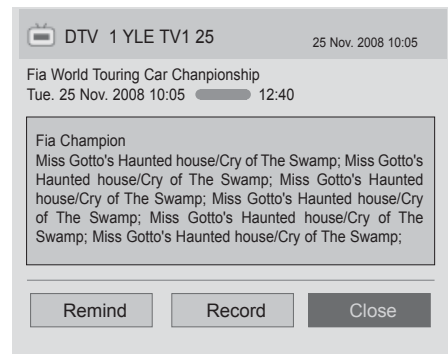 DTV 1 YLE TV1 25 25 Nov. 2008 10:05
Fia World Touring Car Chanpionship
Tue. 25 Nov. 2008 10:05 12:40
Fia Champion
Miss Gotto's Haunted house/Cry of The Swamp; Miss Gotto's
Haunted house/Cry of The Swamp; Miss Gotto's Haunted
house/Cry of The Swamp; Miss Gotto's Haunted house/Cry
of The Swamp; Miss Gotto's Haunted house/Cry of The
Swamp; Miss Gotto's Haunted house/Cry of The Swamp;
Remind Record Close